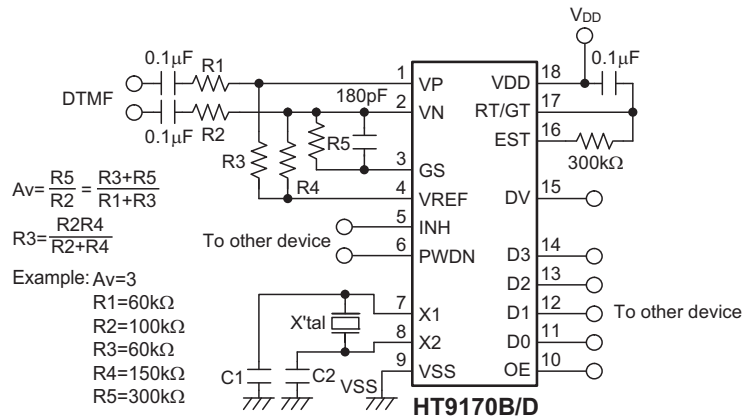 VDD
0.1μF
R1
0.1μF
DTMF
0.1μF
R2
180pF
R5
R3
R4
1 VP
2 VN
3 GS
4 VREF
5 INH
6 PWDN
7 X1
8 X2
9 VSS
VDD 18
RT/GT 17
EST 16
300kΩ
DV 15
D3 14
D2 13
D1 12
D0 11
OE 10
To other device
To other device
Av=R5/R2=R3+R5/R1+R3
R3=R2R4/R2+R4
Example: Av=3
R1=60kΩ
R2=100kΩ
R3=60kΩ
R4=150kΩ
R5=300kΩ
X'tal
C1
C2
VSS
HT9170B/D